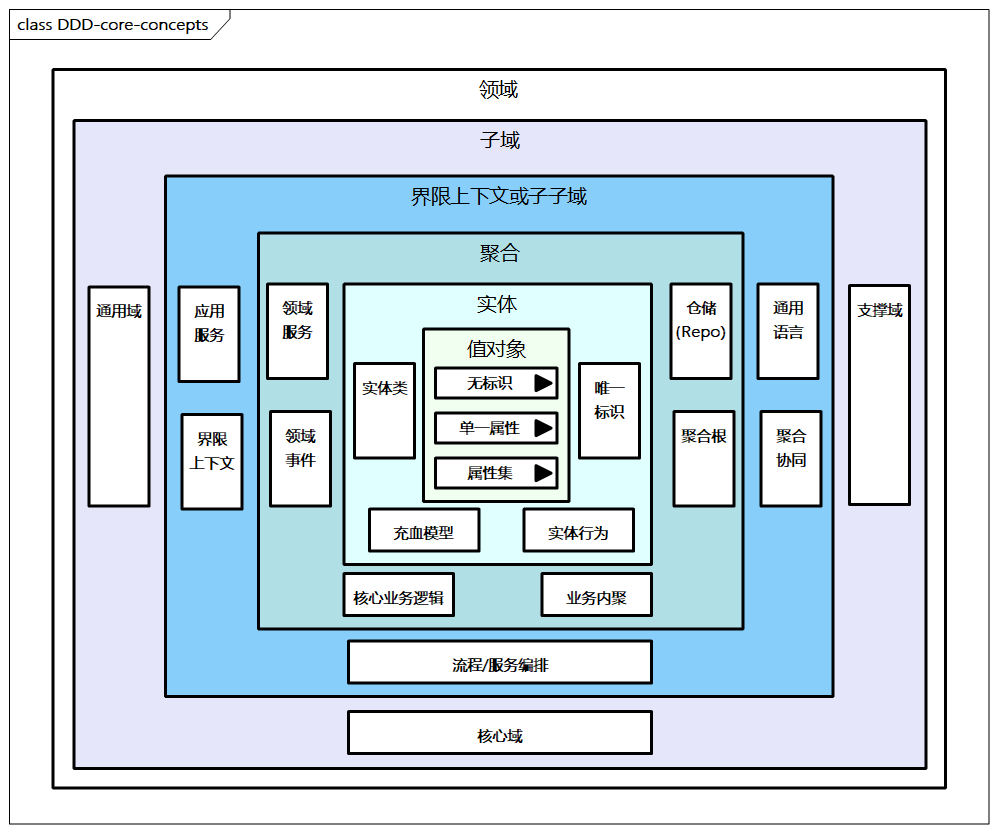 class DDD-core-concepts
领域
子域
界限上下文或子子域
聚合
实体
值对象
通用域
应用
服务
领域
服务
仓储
(Repo)
通用
语言
支撑域
实体类
无标识
单一属性
属性集
唯一
标识
界限
上下文
领域
事件
聚合根
聚合
协同
充血模型
实体行为
核心业务逻辑
业务内聚
流程/服务编排
核心域